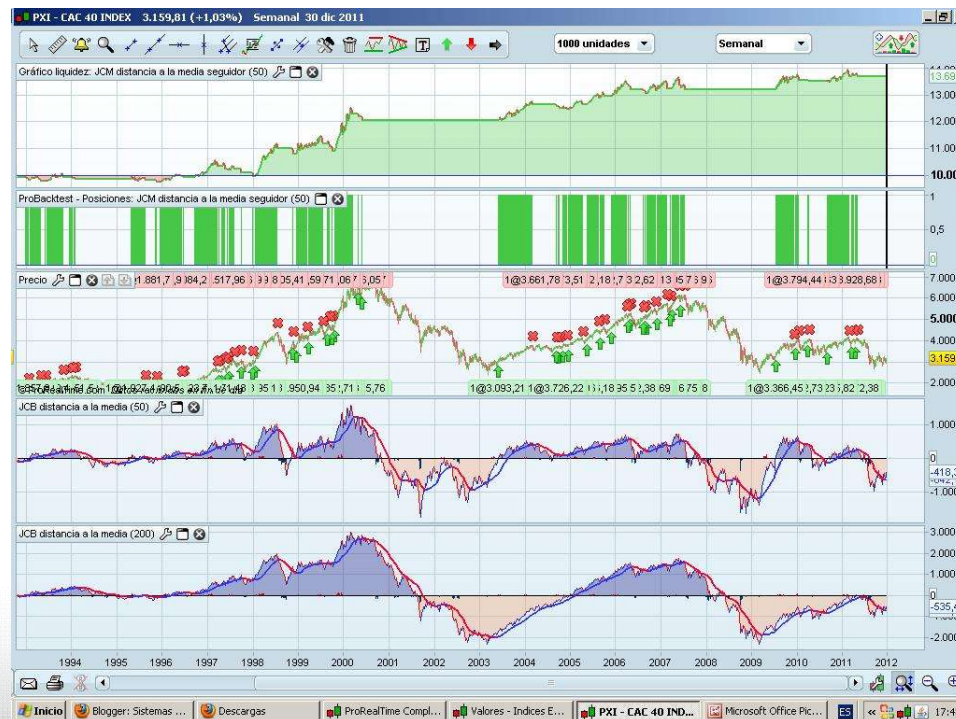 PXI - CAC 40 INDEX 3.159,81 (+1,03%) Semanal 30 dic 2011
1000 unidades
Semanal
Gráfico liquidez: JCM distancia a la media seguidor (50)
13.69
13.000
12.000
11.000
10.00
ProBacktest - Posiciones: JCM distancia a la media seguidor (50)
1
0,5
0
Precio
1@3.661,78
1@3.794,44
7.000
6.000
5.000
4.000
3.159
2.000
1@3.093,21 1@3.726,22
1@3.366,45
JCB distancia a la media (50)
1.000
0
-418,3
-1.000
JCB distancia a la media (200)
3.000
2.000
1.000
0
-535,4
-2.000
1994 1995 1996 1997 1998 1999 2000 2001 2002 2003 2004 2005 2006 2007 2008 2009 2010 2011 2012
Inicio
Blogger: Sistemas ...
Descargas
ProRealTime Compl...
Valores - Indices E...
PXI - CAC 40 IND...
Microsoft Office Pic...
ES
«
17:4